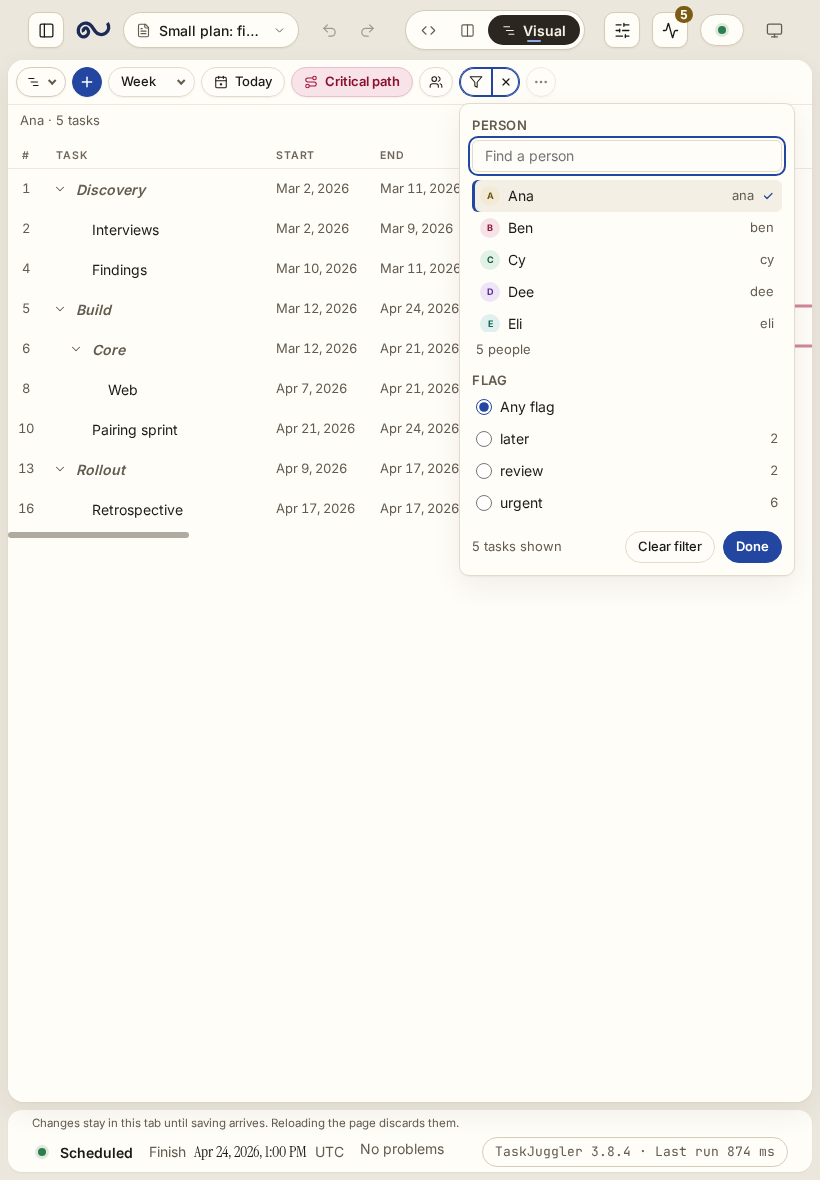 Small plan: fi...
Visual
5
Week
Today
Critical path
Ana · 5 tasks
# TASK START END
1 Discovery Mar 2, 2026 Mar 11, 2026
2 Interviews Mar 2, 2026 Mar 9, 2026
4 Findings Mar 10, 2026 Mar 11, 2026
5 Build Mar 12, 2026 Apr 24, 2026
6 Core Mar 12, 2026 Apr 21, 2026
8 Web Apr 7, 2026 Apr 21, 2026
10 Pairing sprint Apr 21, 2026 Apr 24, 2026
13 Rollout Apr 9, 2026 Apr 17, 2026
16 Retrospective Apr 17, 2026 Apr 17, 2026
PERSON
Find a person
A Ana ana
B Ben ben
C Cy cy
D Dee dee
E Eli eli
5 people
FLAG
Any flag
later 2
review 2
urgent 6
5 tasks shown Clear filter Done
Changes stay in this tab until saving arrives. Reloading the page discards them.
Scheduled Finish Apr 24, 2026, 1:00 PM UTC No problems TaskJuggler 3.8.4 · Last run 874 ms